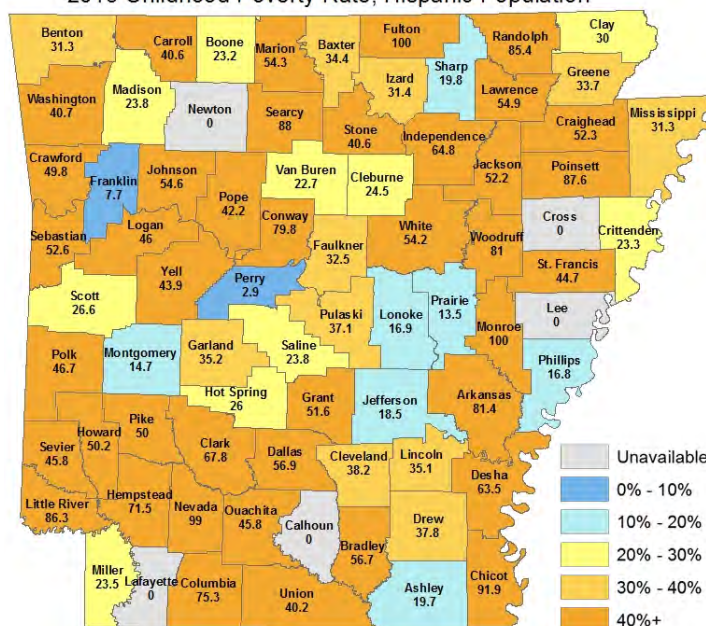 2010 Childhood Poverty Rate, Hispanic Population
Benton
31.3
Carroll
40.6
Boone
23.2
Marion
54.3
Baxter
34.4
Fulton
100
Randolph
85.4
Clay
30
Sharp
19.8
Izard
31.4
Greene
33.7
Washington
40.7
Madison
23.8
Newton
0
Searcy
88
Lawrence
54.9
Stone
40.6
Independence
64.8
Craighead
52.3
Mississippi
31.3
Crawford
49.8
Franklin
7.7
Johnson
54.6
Pope
42.2
Van Buren
22.7
Cleburne
24.5
Jackson
52.2
Poinsett
87.6
Conway
79.8
Cross
0
Crittenden
23.3
Sebastian
52.6
Logan
46
Faulkner
32.5
White
54.2
Woodruff
81
St. Francis
44.7
Yell
43.9
Perry
2.9
Scott
26.6
Pulaski
37.1
Lonoke
16.9
Prairie
13.5
Monroe
100
Lee
0
Polk
46.7
Montgomery
14.7
Garland
35.2
Saline
23.8
Phillips
16.8
Hot Spring
26
Grant
51.6
Jefferson
18.5
Arkansas
81.4
Sevier
45.8
Howard
50.2
Pike
50
Clark
67.8
Dallas
56.9
Cleveland
38.2
Lincoln
35.1
Desha
63.5
Little River
86.3
Hempstead
71.5
Nevada
99
Ouachita
45.8
Calhoun
0
Bradley
56.7
Drew
37.8
Miller
23.5
Lafayette
0
Columbia
75.3
Union
40.2
Ashley
19.7
Chicot
91.9
Unavailable
0% - 10%
10% - 20%
20% - 30%
30% - 40%
40%+